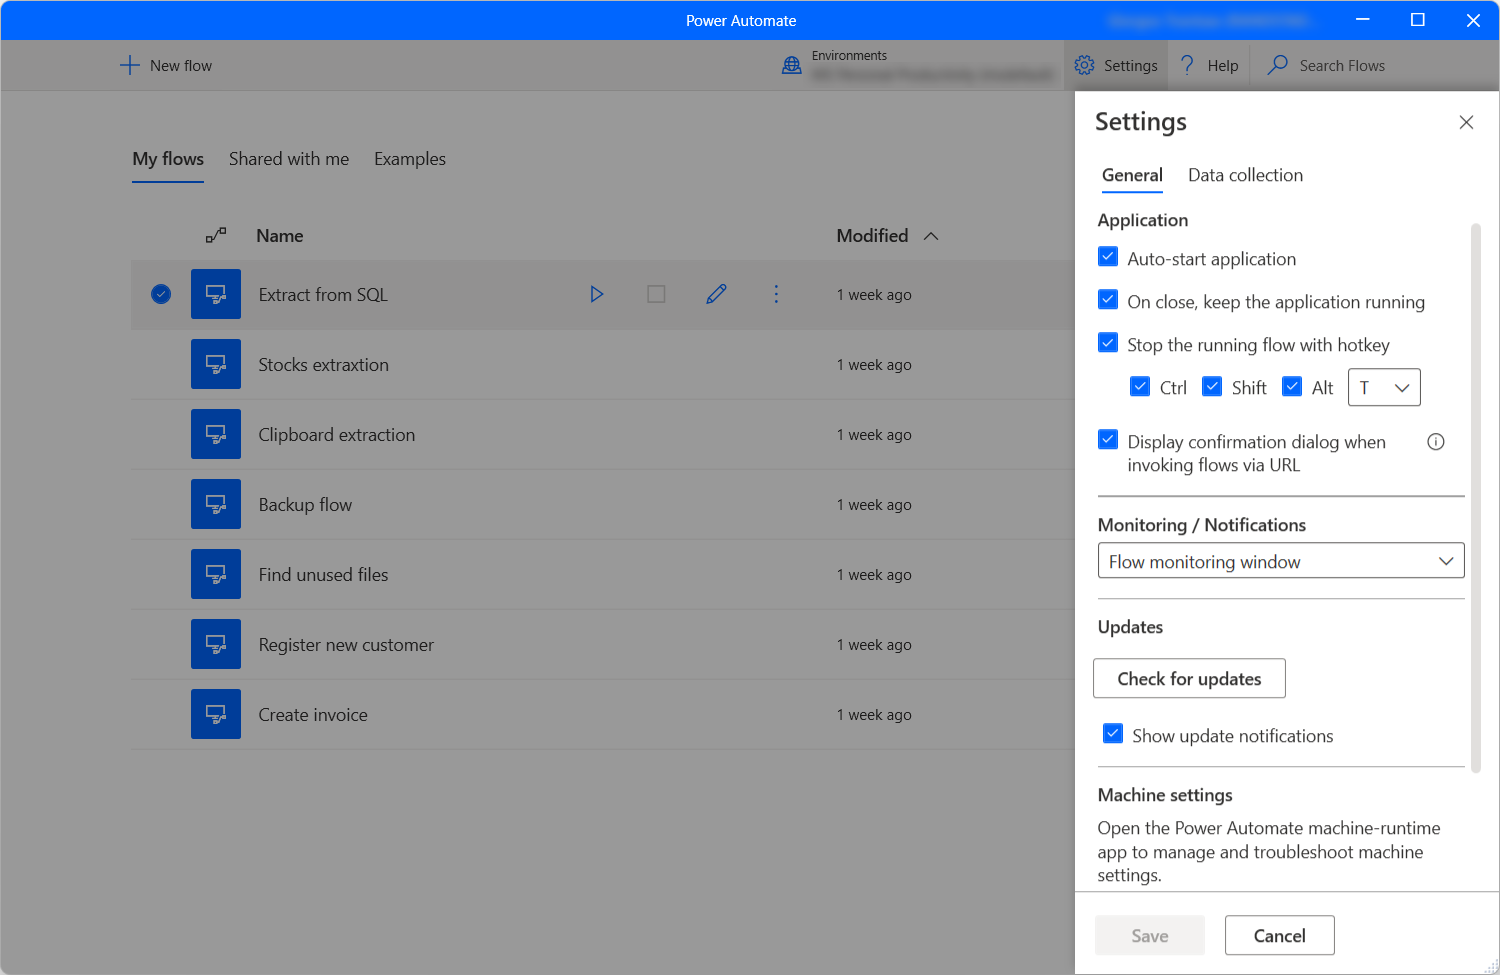 Power Automate
New flow
Environments
Settings
Help
Search Flows
My flows
Shared with me
Examples
Name
Modified
Extract from SQL
1 week ago
Stocks extraxtion
1 week ago
Clipboard extraction
1 week ago
Backup flow
1 week ago
Find unused files
1 week ago
Register new customer
1 week ago
Create invoice
1 week ago
Settings
General
Data collection
Application
Auto-start application
On close, keep the application running
Stop the running flow with hotkey
Ctrl
Shift
Alt
T
Display confirmation dialog when
invoking flows via URL
Monitoring / Notifications
Flow monitoring window
Updates
Check for updates
Show update notifications
Machine settings
Open the Power Automate machine-runtime
app to manage and troubleshoot machine
settings.
Save
Cancel